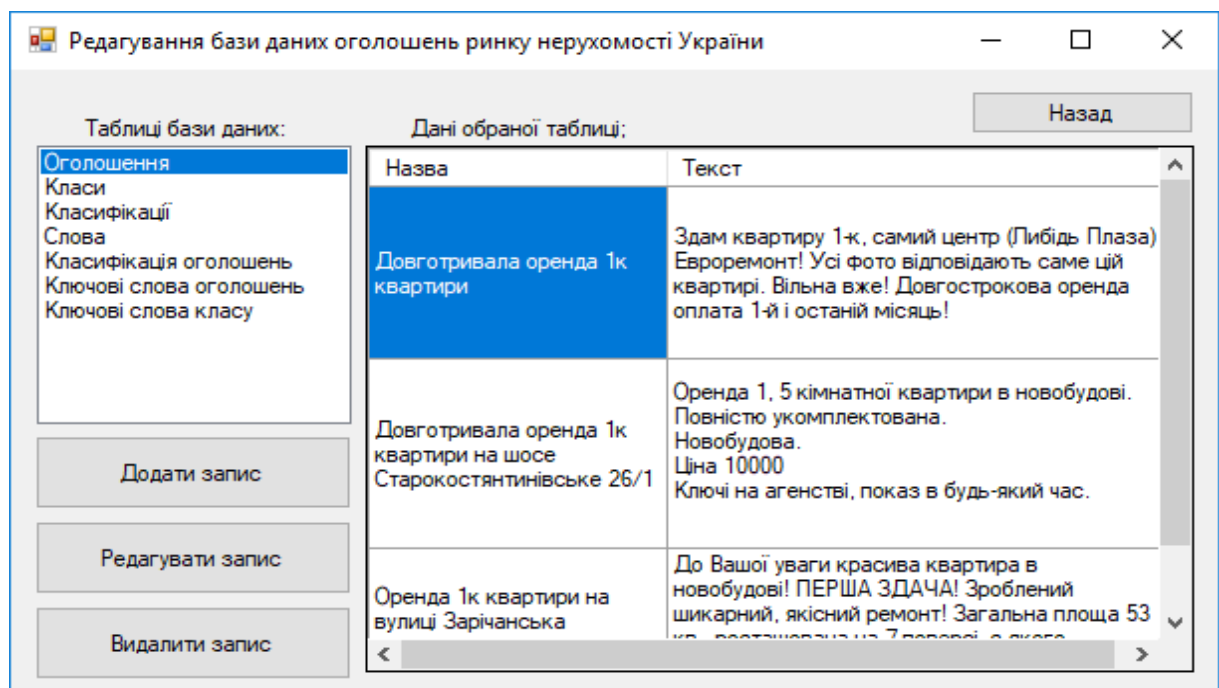 Редагування бази даних оголошень ринку нерухомості України
Назад
Таблиці бази даних:
Дані обраної таблиці;
Оголошення
Класи
Класифікації
Слова
Класифікація оголошень
Ключові слова оголошень
Ключові слова класу
Додати запис
Редагувати запис
Видалити запис
Назва
Текст
Довготривала оренда 1к
квартири
Здам квартиру 1-к, самий центр (Либідь Плаза)
Евроремонт! Усі фото відповідають саме цій
квартирі. Вільна вже! Довгострокова оренда
оплата 1-й і останій місяць!
Довготривала оренда 1к
квартири на шосе
Старокостянтинівське 26/1
Оренда 1, 5 кімнатної квартири в новобудові.
Повністю укомплектована.
Новобудова.
Ціна 10000
Ключі на агенстві, показ в будь-який час.
Оренда 1к квартири на
вулиці Зарічанська
До Вашої уваги красива квартира в
новобудові! ПЕРША ЗДАЧА! Зроблений
шикарний, якісний ремонт! Загальна площа 53